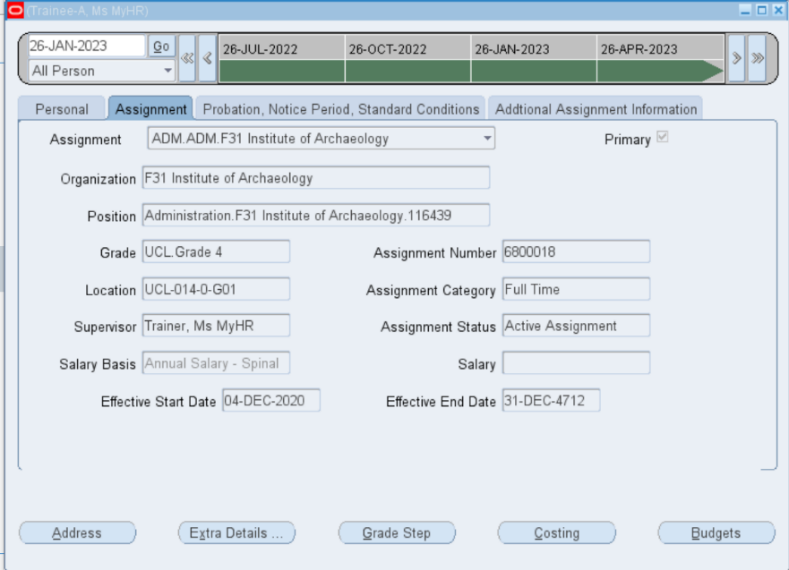 (Trainee-A, Ms MyHR)
26-JAN-2023 Go 26-JUL-2022 26-OCT-2022 26-JAN-2023 26-APR-2023
All Person
Personal Assignment Probation, Notice Period, Standard Conditions Addtional Assignment Information
Assignment ADM.ADM.F31 Institute of Archaeology Primary
Organization F31 Institute of Archaeology
Position Administration.F31 Institute of Archaeology.116439
Grade UCL.Grade 4 Assignment Number 6800018
Location UCL-014-0-G01 Assignment Category Full Time
Supervisor Trainer, Ms MyHR Assignment Status Active Assignment
Salary Basis Annual Salary - Spinal Salary
Effective Start Date 04-DEC-2020 Effective End Date 31-DEC-4712
Address Extra Details ... Grade Step Costing Budgets